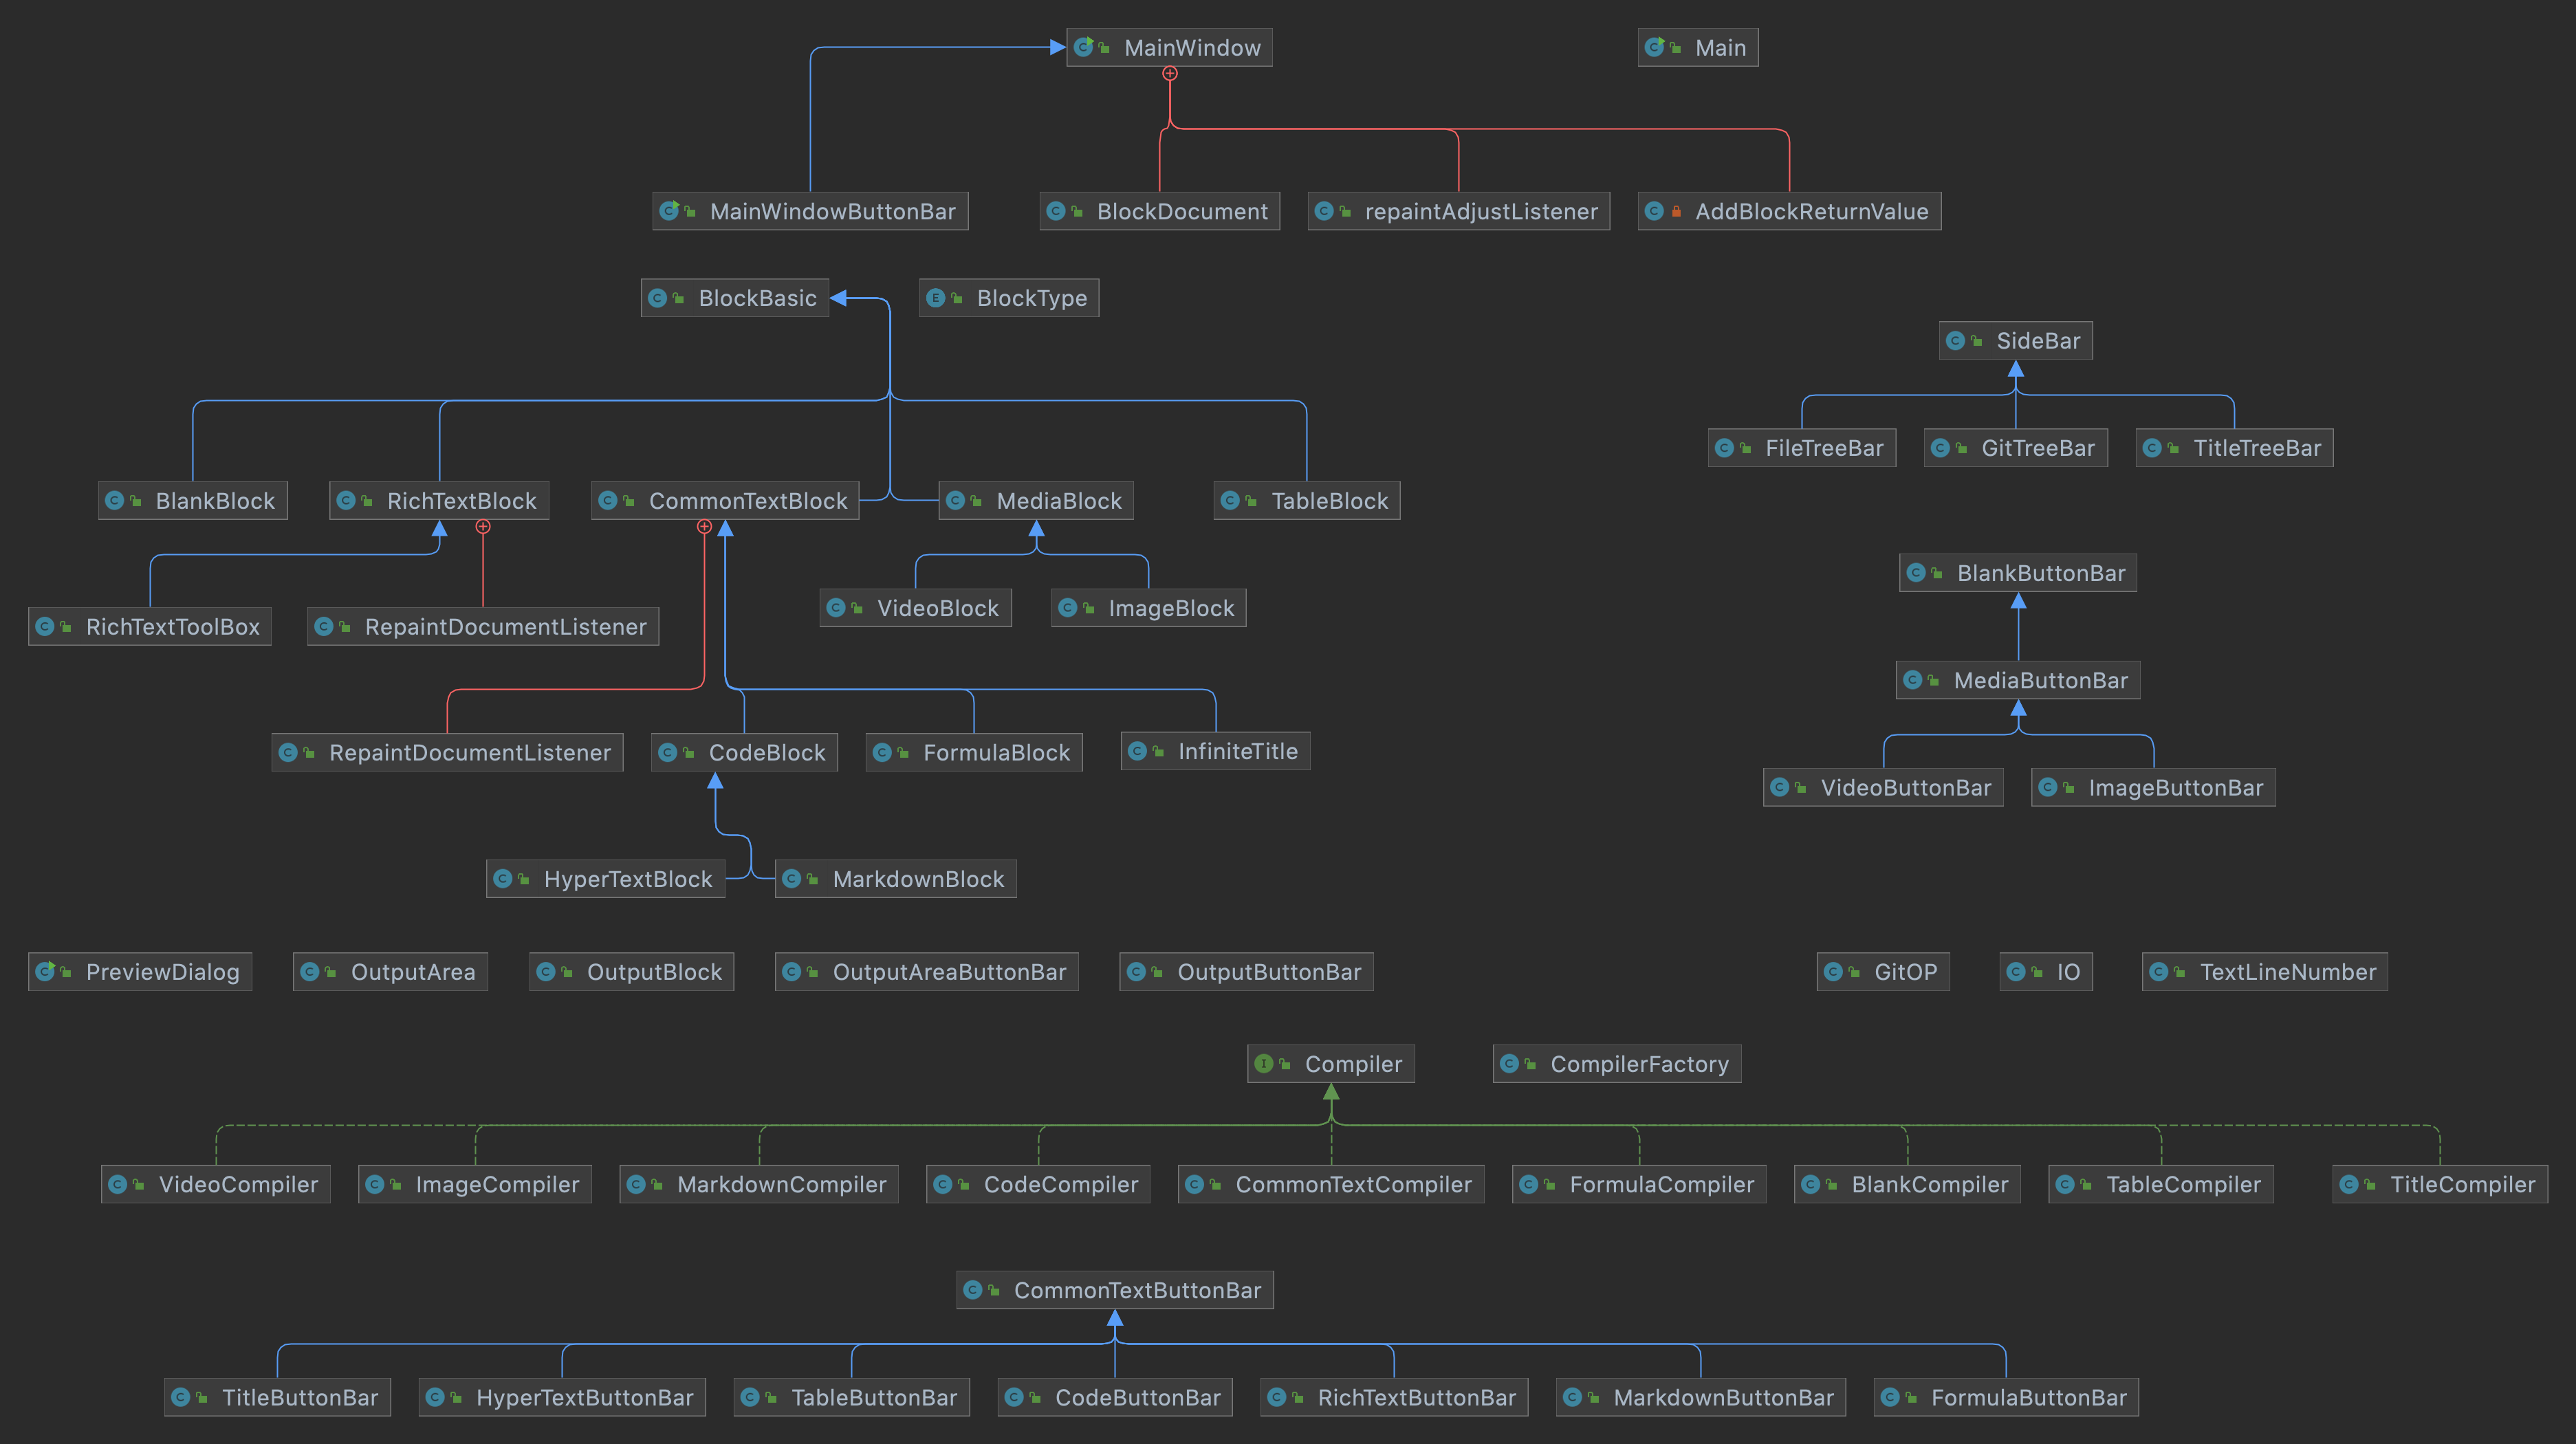 MainWindow
Main
MainWindowButtonBar
BlockDocument
repaintAdjustListener
AddBlockReturnValue
BlockBasic
BlockType
SideBar
FileTreeBar
GitTreeBar
TitleTreeBar
BlankBlock
RichTextBlock
CommonTextBlock
MediaBlock
TableBlock
BlankButtonBar
VideoBlock
ImageBlock
RichTextToolBox
RepaintDocumentListener
MediaButtonBar
RepaintDocumentListener
CodeBlock
FormulaBlock
InfiniteTitle
VideoButtonBar
ImageButtonBar
HyperTextBlock
MarkdownBlock
PreviewDialog
OutputArea
OutputBlock
OutputAreaButtonBar
OutputButtonBar
GitOP
IO
TextLineNumber
Compiler
CompilerFactory
VideoCompiler
ImageCompiler
MarkdownCompiler
CodeCompiler
CommonTextCompiler
FormulaCompiler
BlankCompiler
TableCompiler
TitleCompiler
CommonTextButtonBar
TitleButtonBar
HyperTextButtonBar
TableButtonBar
CodeButtonBar
RichTextButtonBar
MarkdownButtonBar
FormulaButtonBar